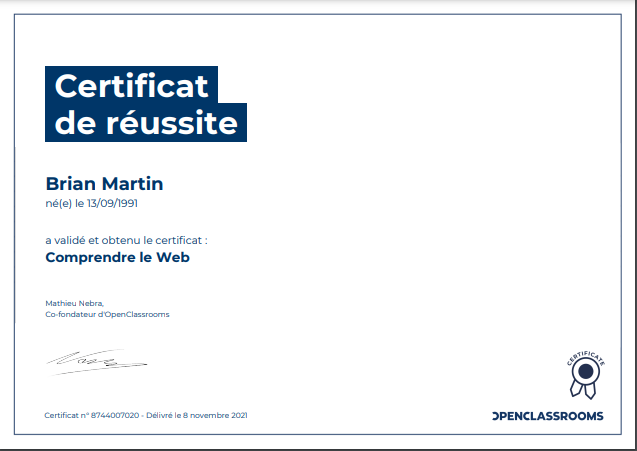 Certificat
de réussite
Brian Martin
né(e) le 13/09/1991
a validé et obtenu le certificat :
Comprendre le Web
Mathieu Nebra,
Co-fondateur d'OpenClassrooms
CERTIFICATE
OPENCLASSROOMS
Certificat n° 8744007020 - Délivré le 8 novembre 2021